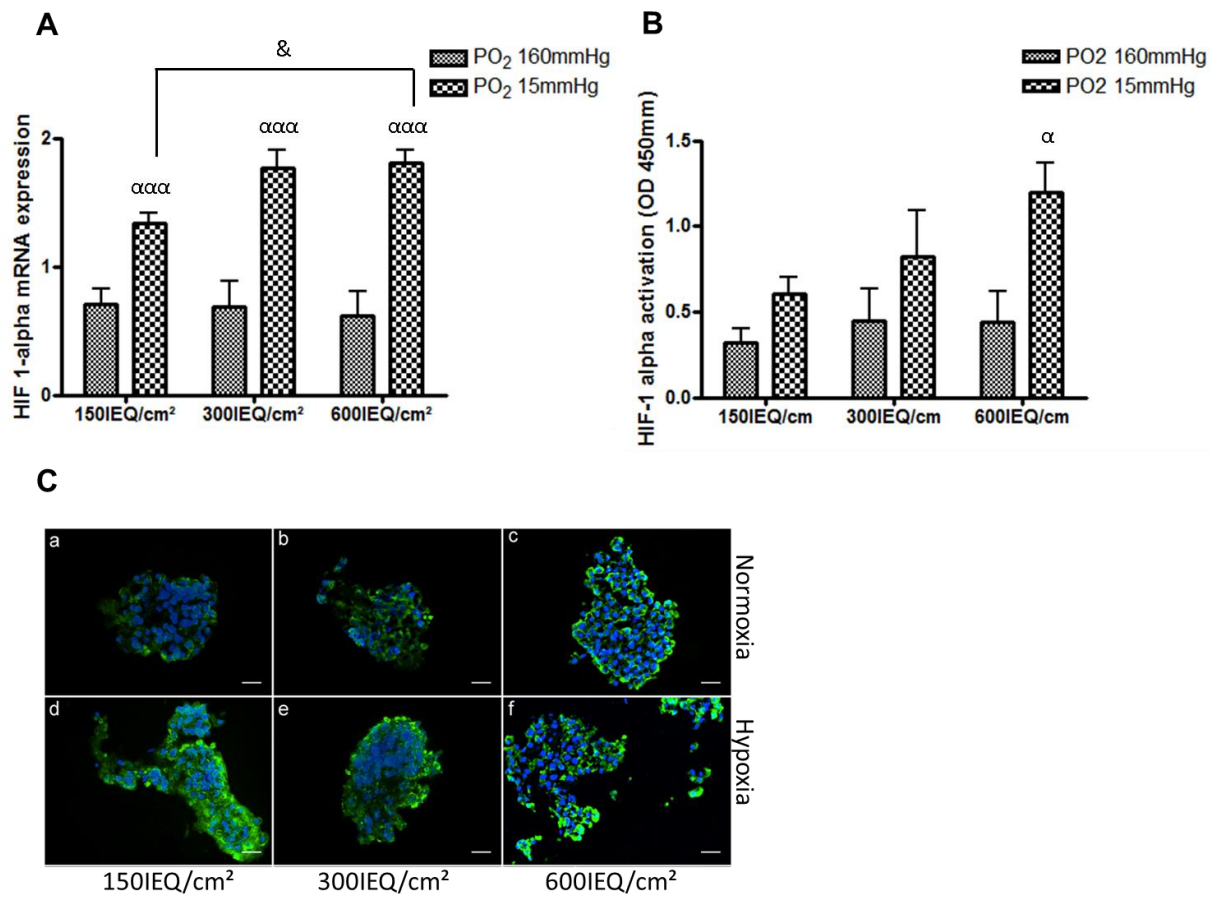 A
&
PO2 160mmHg
PO2 15mmHg
HIF 1-alpha mRNA expression
2
1
0
ααα
ααα
ααα
150IEQ/cm²
300IEQ/cm²
600IEQ/cm²
B
PO2 160mmHg
PO2 15mmHg
HIF-1 alpha activation (OD 450mm)
1.5
1.0
0.5
0.0
α
150IEQ/cm
300IEQ/cm
600IEQ/cm
C
a
b
c
Normoxia
d
e
f
Hypoxia
150IEQ/cm²
300IEQ/cm²
600IEQ/cm²